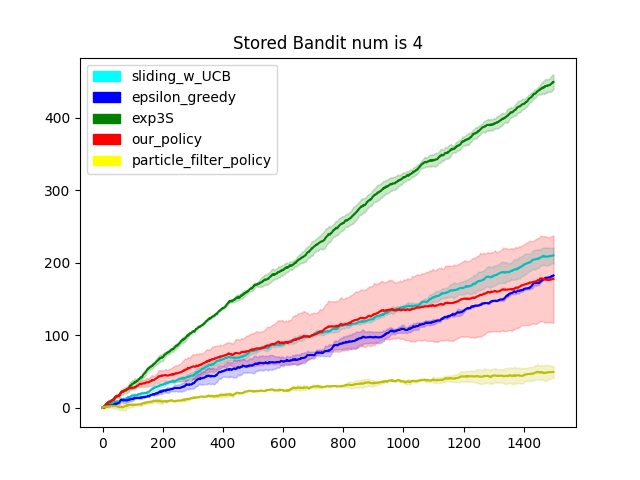 Stored Bandit num is 4
sliding_w_UCB
epsilon_greedy
exp3S
our_policy
particle_filter_policy
400
300
200
100
0
0 200 400 600 800 1000 1200 1400